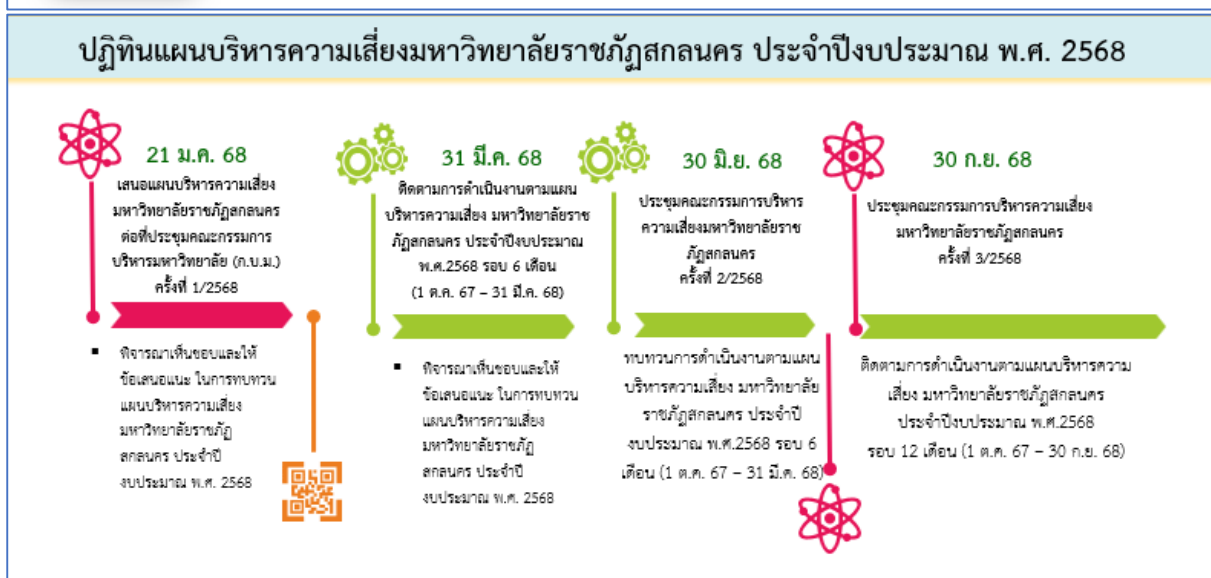 ปฏิทินแผนบริหารความเสี่ยงมหาวิทยาลัยราชภัฏสกลนคร ประจำปีงบประมาณ พ.ศ. 2568
21 ม.ค. 68
เสนอแผนบริหารความเสี่ยง
มหาวิทยาลัยราชภัฏสกลนคร
ต่อที่ประชุมคณะกรรมการ
บริหารมหาวิทยาลัย (ก.บ.ม.)
ครั้งที่ 1/2568
▪ พิจารณาเห็นชอบและให้
ข้อเสนอแนะ ในการทบทวน
แผนบริหารความเสี่ยง
มหาวิทยาลัยราชภัฏ
สกลนคร ประจำปี
งบประมาณ พ.ศ. 2568
31 มี.ค. 68
ติดตามการดำเนินงานตามแผน
บริหารความเสี่ยง มหาวิทยาลัยราช
ภัฏสกลนคร ประจำปีงบประมาณ
พ.ศ.2568 รอบ 6 เดือน
(1 ต.ค. 67 – 31 มี.ค. 68)
▪ พิจารณาเห็นชอบและให้
ข้อเสนอแนะ ในการทบทวน
แผนบริหารความเสี่ยง
มหาวิทยาลัยราชภัฏ
สกลนคร ประจำปี
งบประมาณ พ.ศ. 2568
30 มิ.ย. 68
ประชุมคณะกรรมการบริหาร
ความเสี่ยงมหาวิทยาลัยราช
ภัฏสกลนคร
ครั้งที่ 2/2568
ทบทวนการดำเนินงานตามแผน
บริหารความเสี่ยง มหาวิทยาลัย
ราชภัฏสกลนคร ประจำปี
งบประมาณ พ.ศ.2568 รอบ 6
เดือน (1 ต.ค. 67 – 31 มี.ค. 68)
30 ก.ย. 68
ประชุมคณะกรรมการบริหารความเสี่ยง
มหาวิทยาลัยราชภัฏสกลนคร
ครั้งที่ 3/2568
ติดตามการดำเนินงานตามแผนบริหารความ
เสี่ยง มหาวิทยาลัยราชภัฏสกลนคร
ประจำปีงบประมาณ พ.ศ.2568
รอบ 12 เดือน (1 ต.ค. 67 – 30 ก.ย. 68)